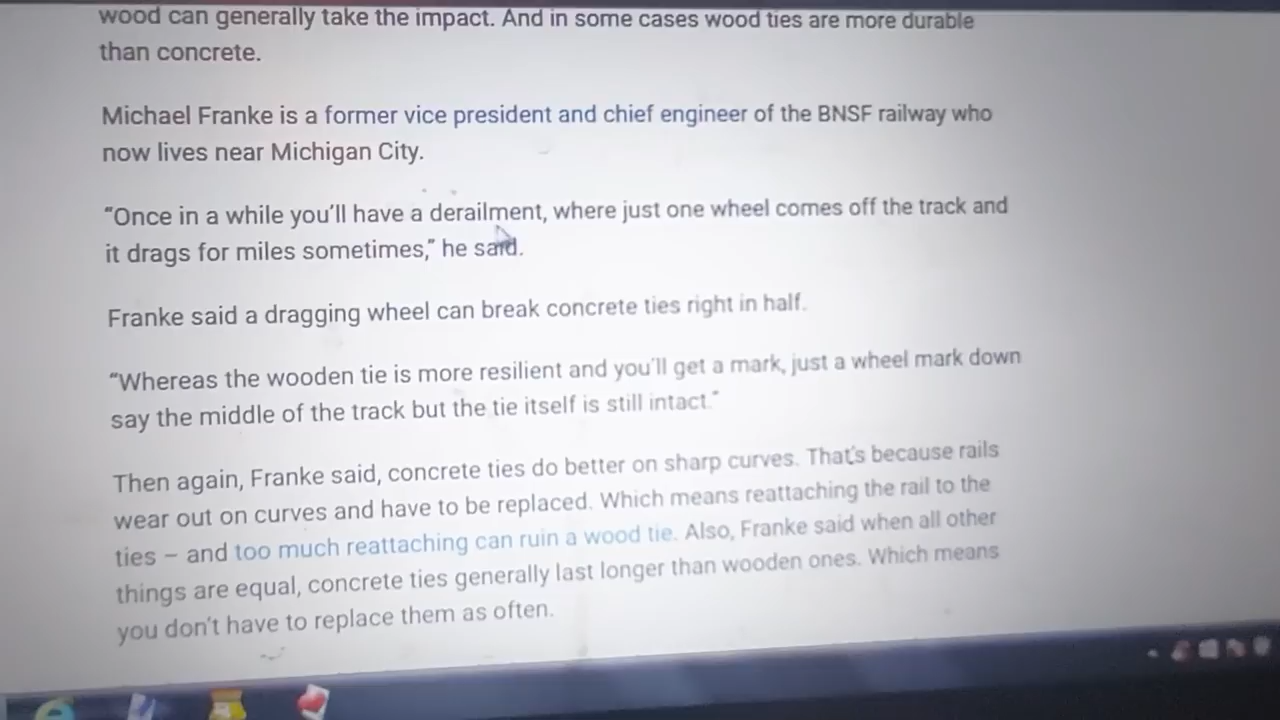 wood can generally take the impact. And in some cases wood ties are more durable
than concrete.
Michael Franke is a former vice president and chief engineer of the BNSF railway who
now lives near Michigan City.
“Once in a while you’ll have a derailment, where just one wheel comes off the track and
it drags for miles sometimes,” he said.
Franke said a dragging wheel can break concrete ties right in half.
“Whereas the wooden tie is more resilient and you’ll get a mark, just a wheel mark down
say the middle of the track but the tie itself is still intact.”
Then again, Franke said, concrete ties do better on sharp curves. That’s because rails
wear out on curves and have to be replaced. Which means reattaching the rail to the
ties – and too much reattaching can ruin a wood tie. Also, Franke said when all other
things are equal, concrete ties generally last longer than wooden ones. Which means
you don’t have to replace them as often.